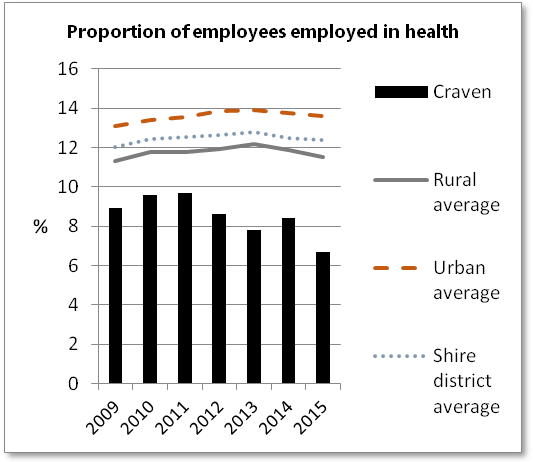 Proportion of employees employed in health
16
14
12
10
8
6
4
2
0
%
2009
2010
2011
2012
2013
2014
2015
Craven
Rural
average
Urban
average
Shire
district
average